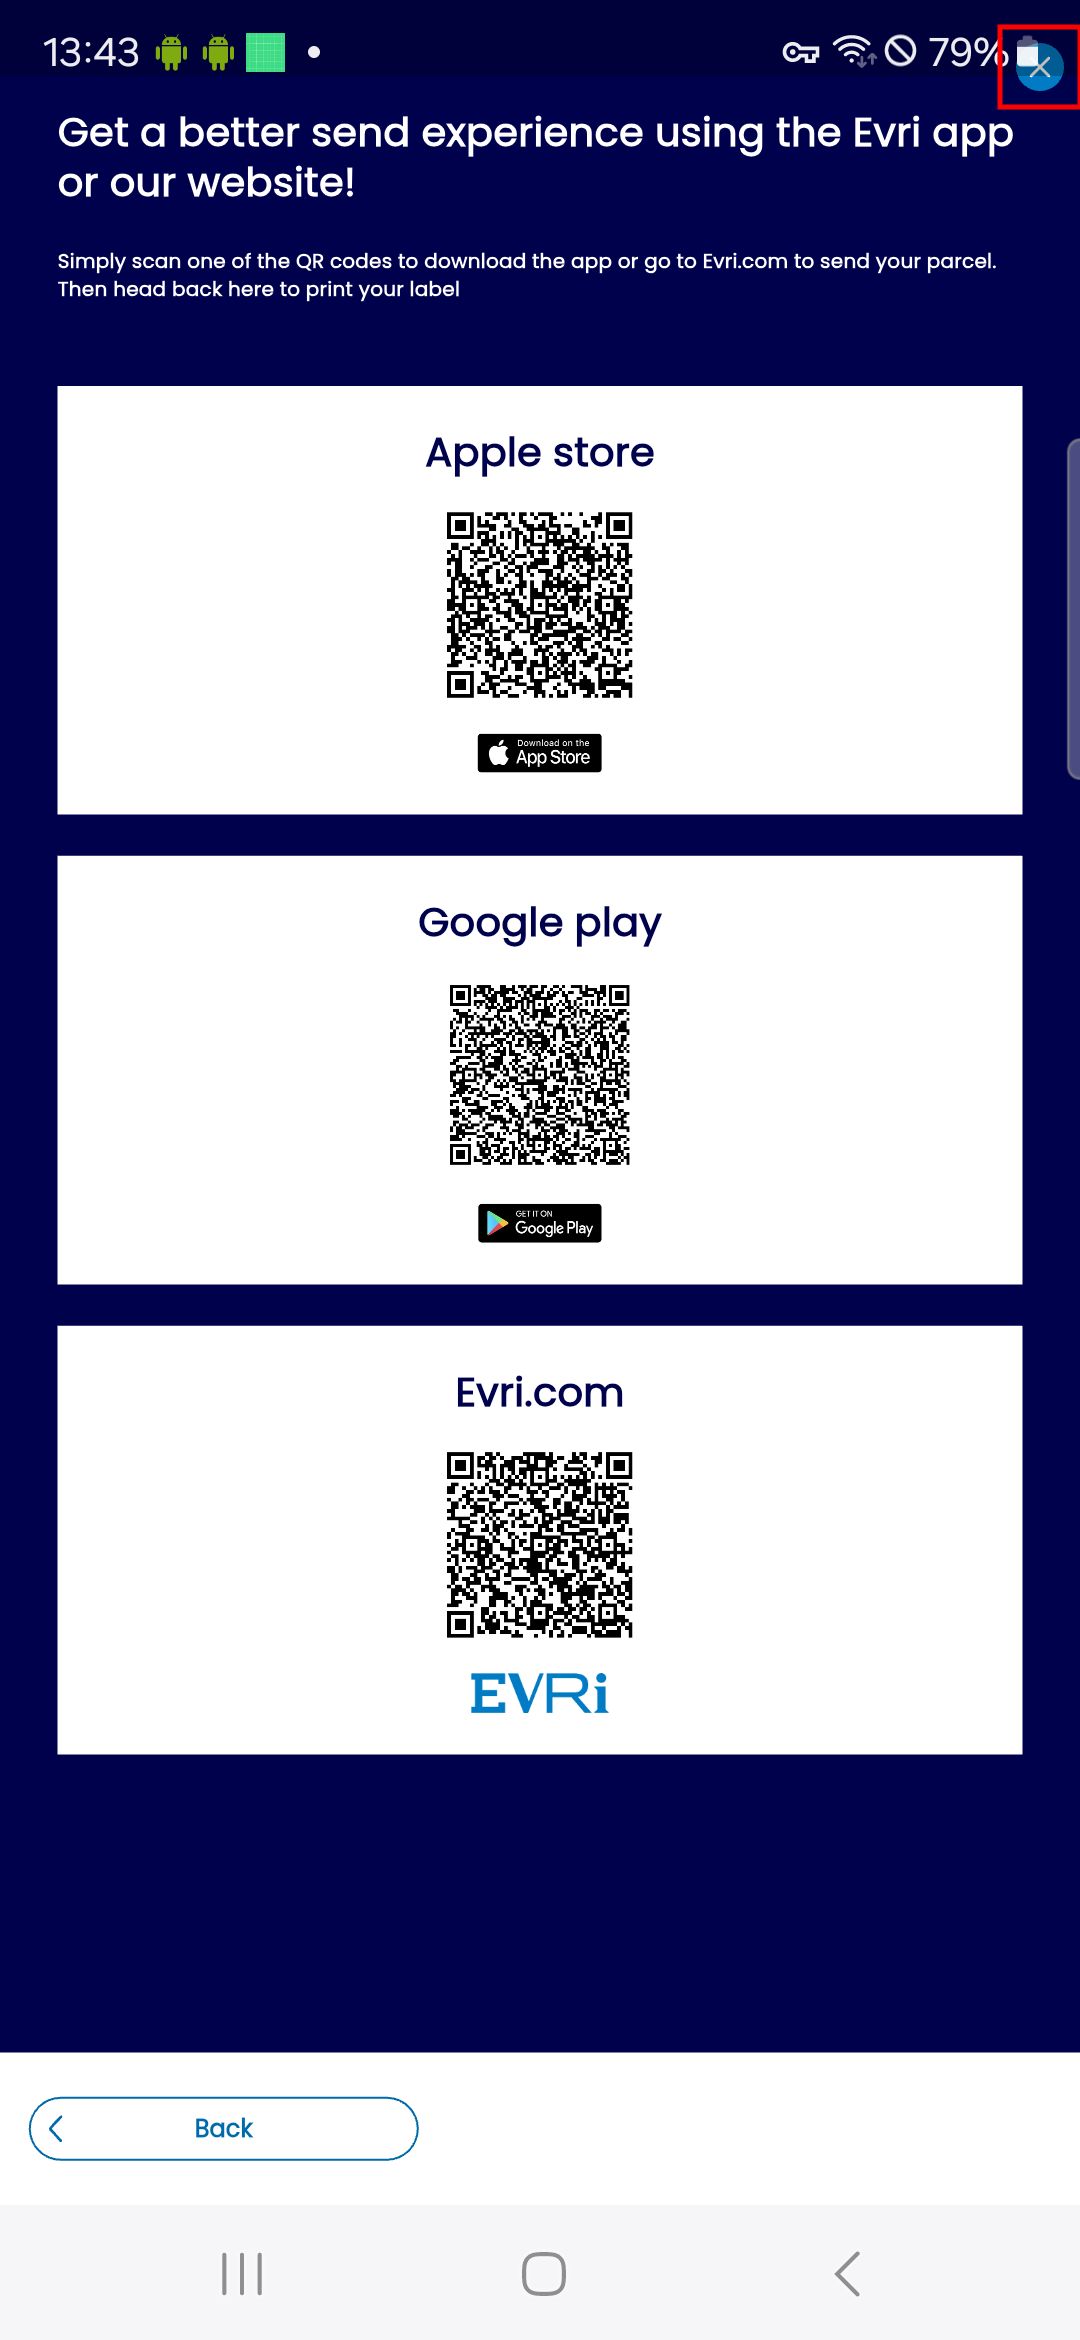 13:43
79%
Get a better send experience using the Evri app
or our website!
Simply scan one of the QR codes to download the app or go to Evri.com to send your parcel.
Then head back here to print your label
Apple store
Download on the
App Store
Google play
GET IT ON
Google Play
Evri.com
EVRi
Back